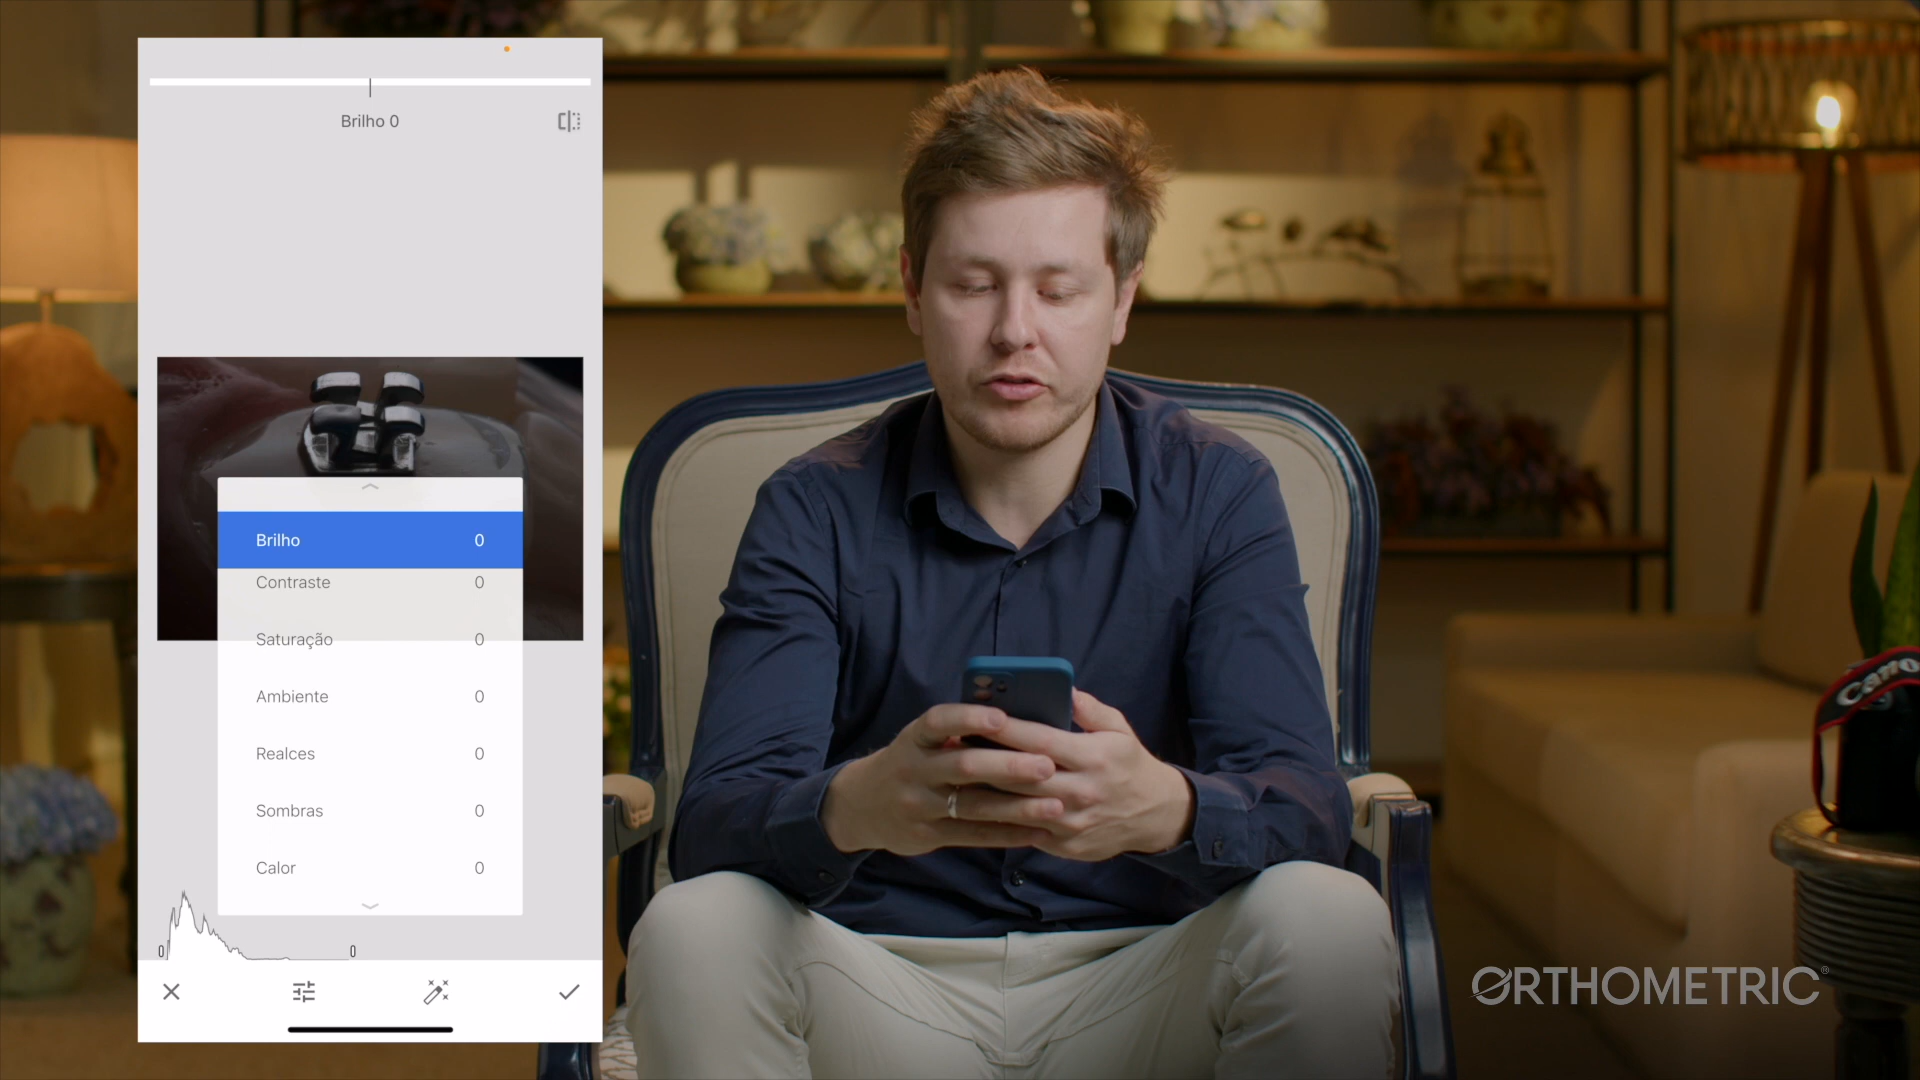 Brilho 0
Brilho 0
Contraste 0
Saturação 0
Ambiente 0
Realces 0
Sombras 0
Calor 0
0 0
Canon
ORTHOMETRIC®